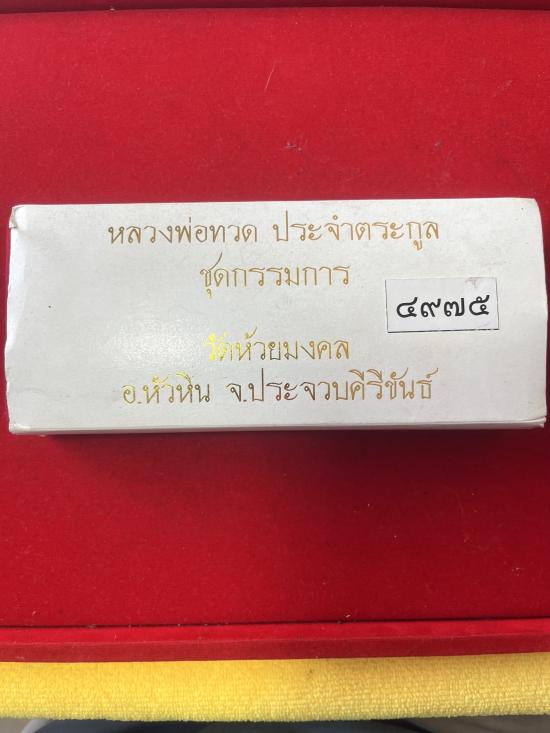 หลวงพ่อทวด ประจำตระกูล
ชุดกรรมการ
๔๙๗๕
วัดห้วยมงคล
อ.หัวหิน จ.ประจวบคีรีขันธ์